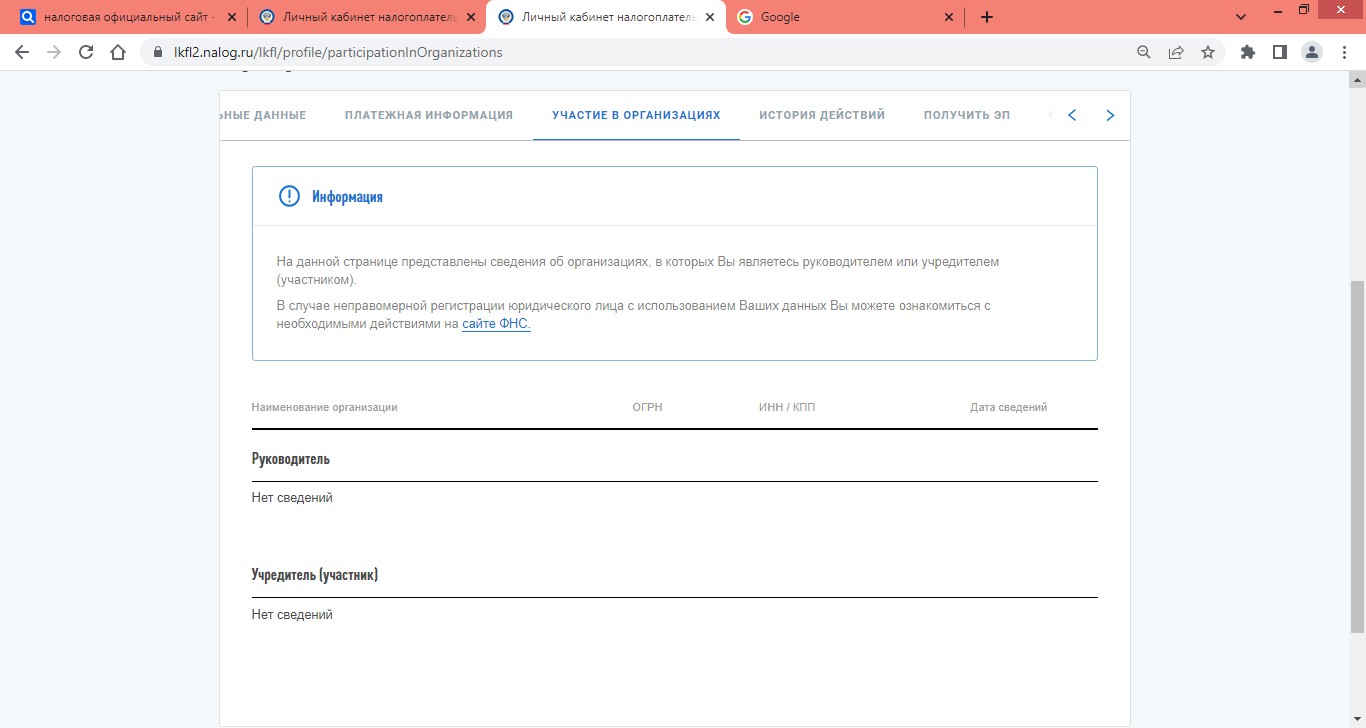 налоговая официальный сайт -
Личный кабинет налогоплатель
Личный кабинет налогоплатель
Google
lkfl2.nalog.ru/lkfl/profile/participationInOrganizations
ЬНЫЕ ДАННЫЕ
ПЛАТЕЖНАЯ ИНФОРМАЦИЯ
УЧАСТИЕ В ОРГАНИЗАЦИЯХ
ИСТОРИЯ ДЕЙСТВИЙ
ПОЛУЧИТЬ ЭП
Информация
На данной странице представлены сведения об организациях, в которых Вы являетесь руководителем или учредителем
(участником).
В случае неправомерной регистрации юридического лица с использованием Ваших данных Вы можете ознакомиться с
необходимыми действиями на сайте ФНС.
Наименование организации
ОГРН
ИНН / КПП
Дата сведений
Руководитель
Нет сведений
Учредитель (участник)
Нет сведений